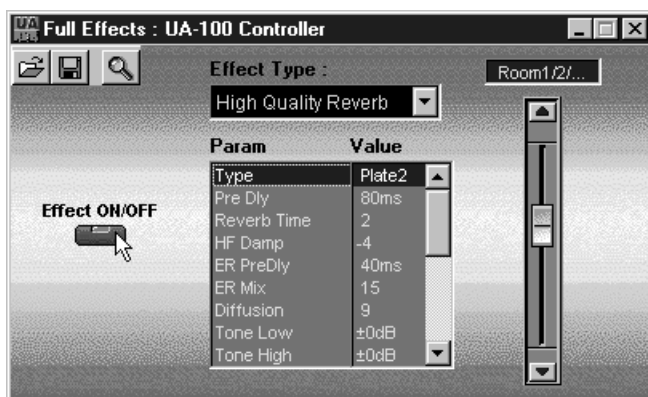 Full Effects : UA-100 Controller
Effect Type :
Room1/2/...
High Quality Reverb
Param Value
Type Plate2
Pre Dly 80ms
Reverb Time 2
HF Damp -4
ER PreDly 40ms
ER Mix 15
Diffusion 9
Tone Low ±0dB
Tone High ±0dB
Effect ON/OFF